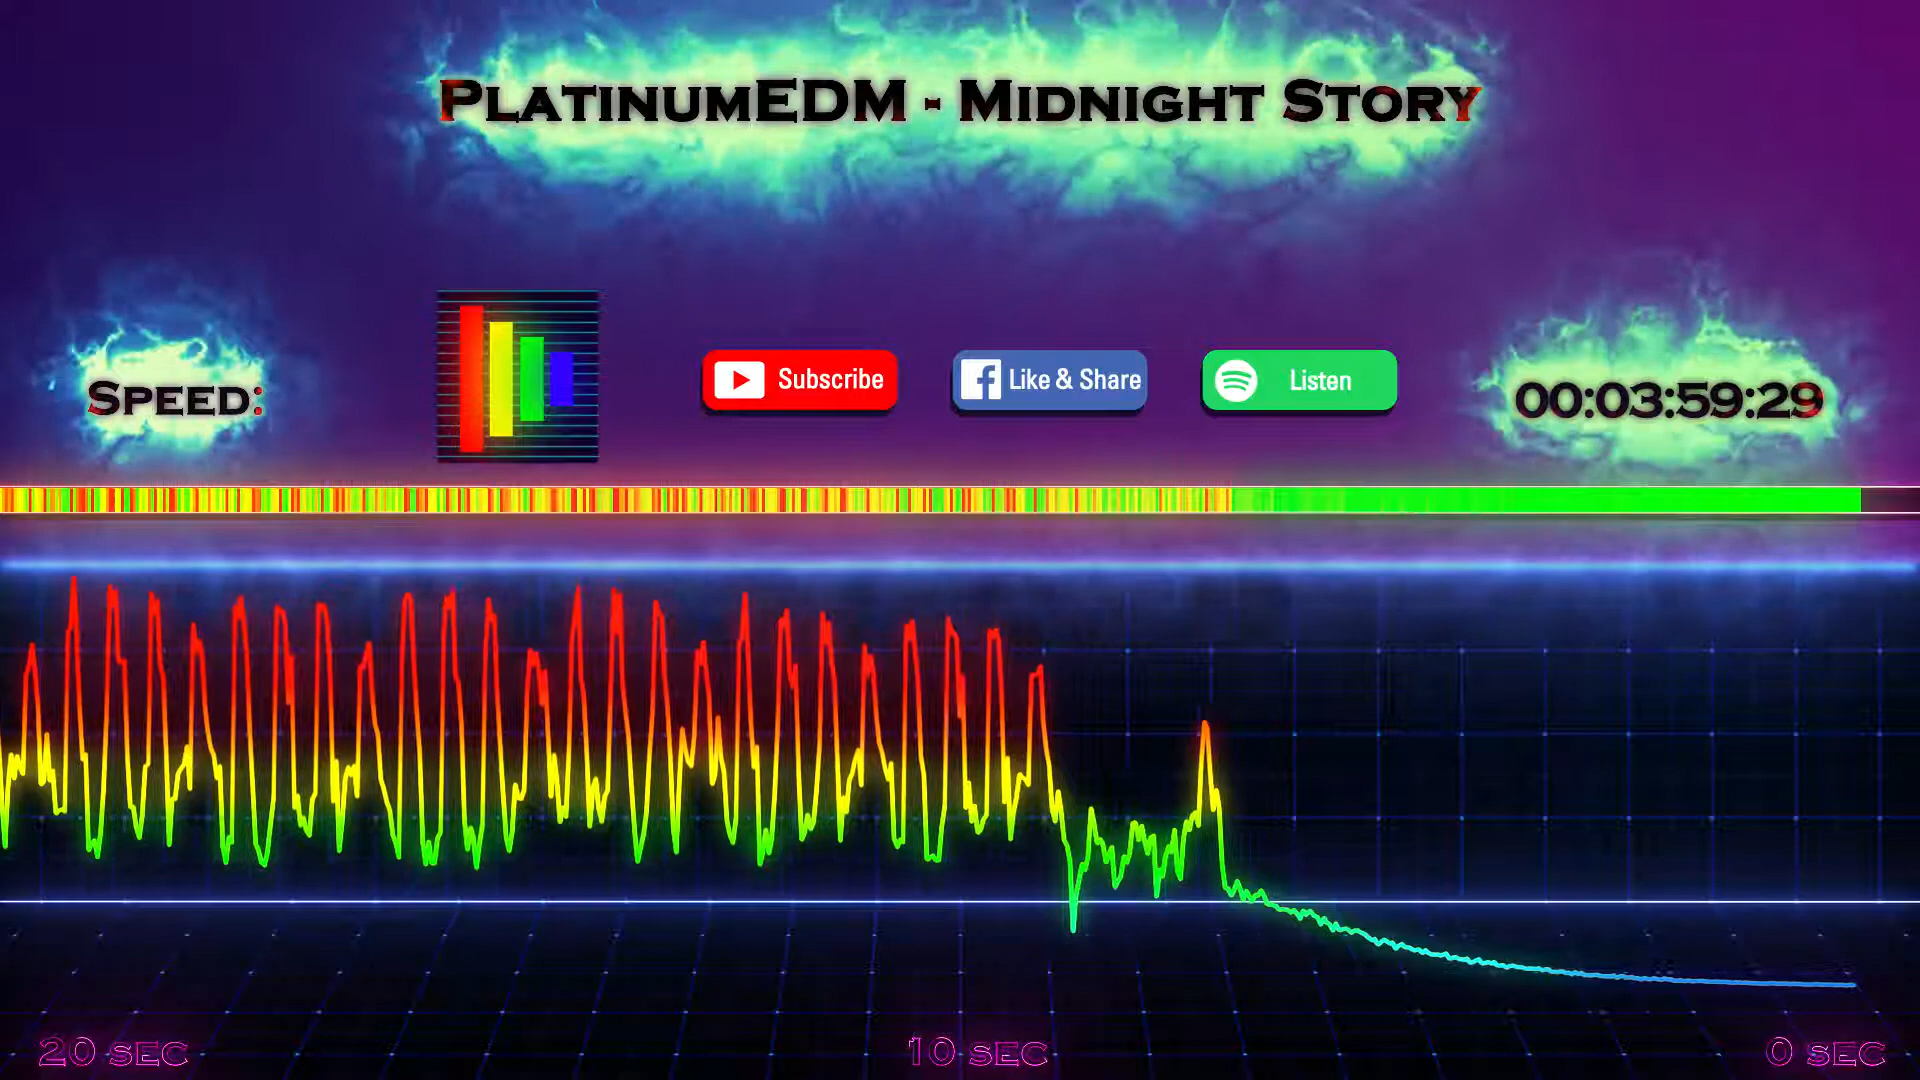 PlatinumEDM - Midnight Story
Speed:
Subscribe
Like & Share
Listen
00:03:59:29
20 sec
10 sec
0 sec